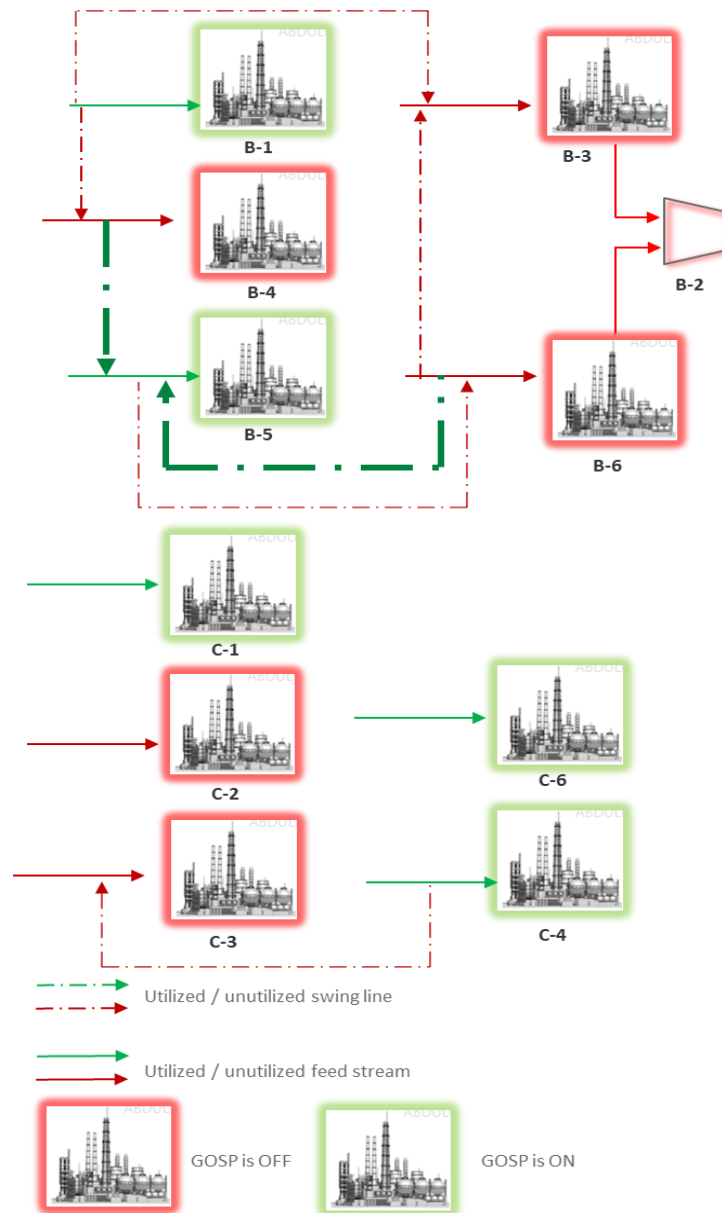 ABDUL
B-1
B-3
B-4
B-2
B-5
B-6
C-1
C-2
C-6
C-3
C-4
Utilized / unutilized swing line
Utilized / unutilized feed stream
GOSP is OFF
GOSP is ON